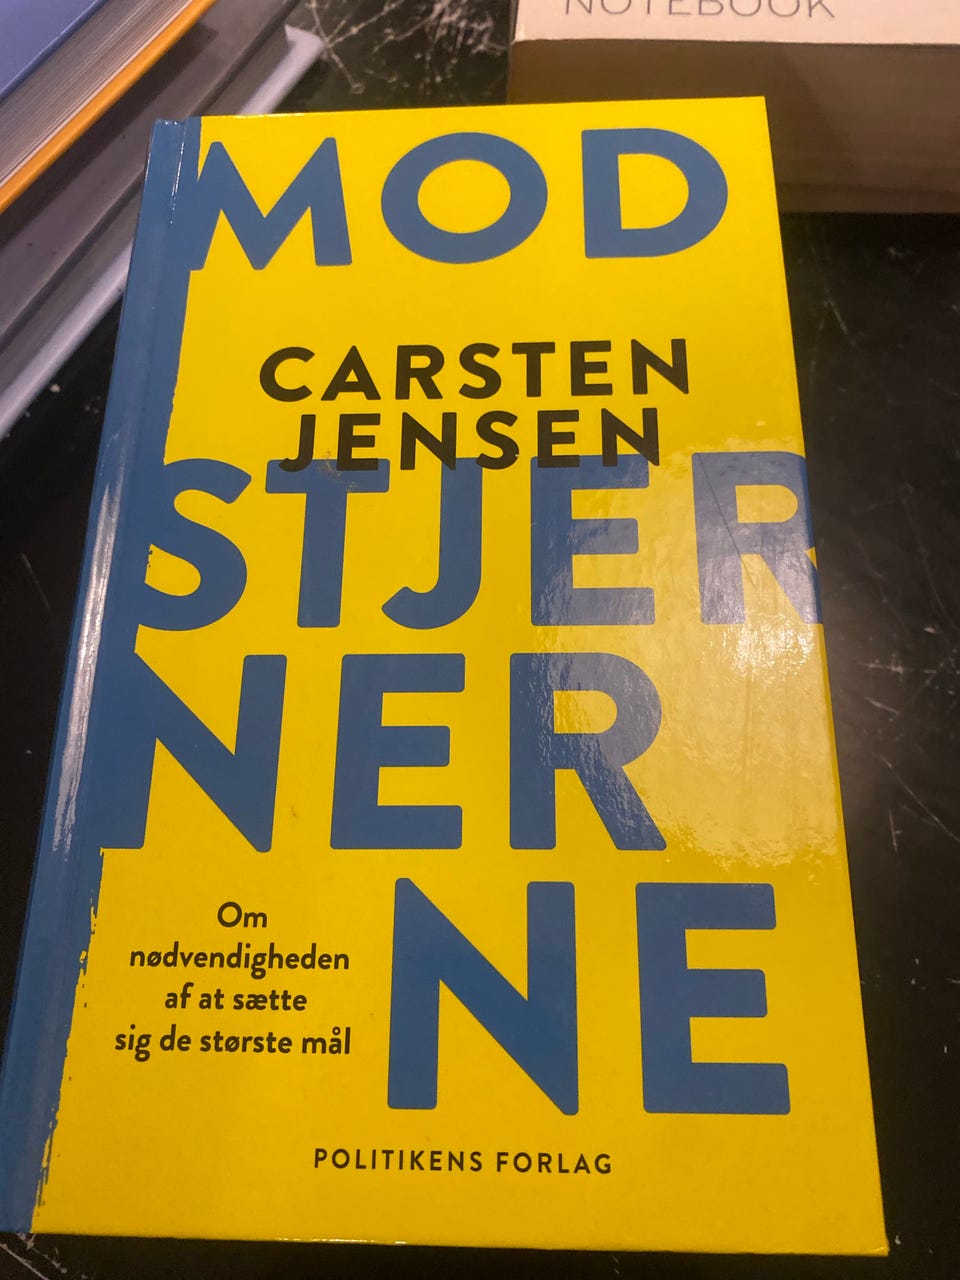 NOTEBOOK
MOD
CARSTEN
JENSEN
STJER
NER
NE
Om
nødvendigheden
af at sætte
sig de største mål
POLITIKENS FORLAG